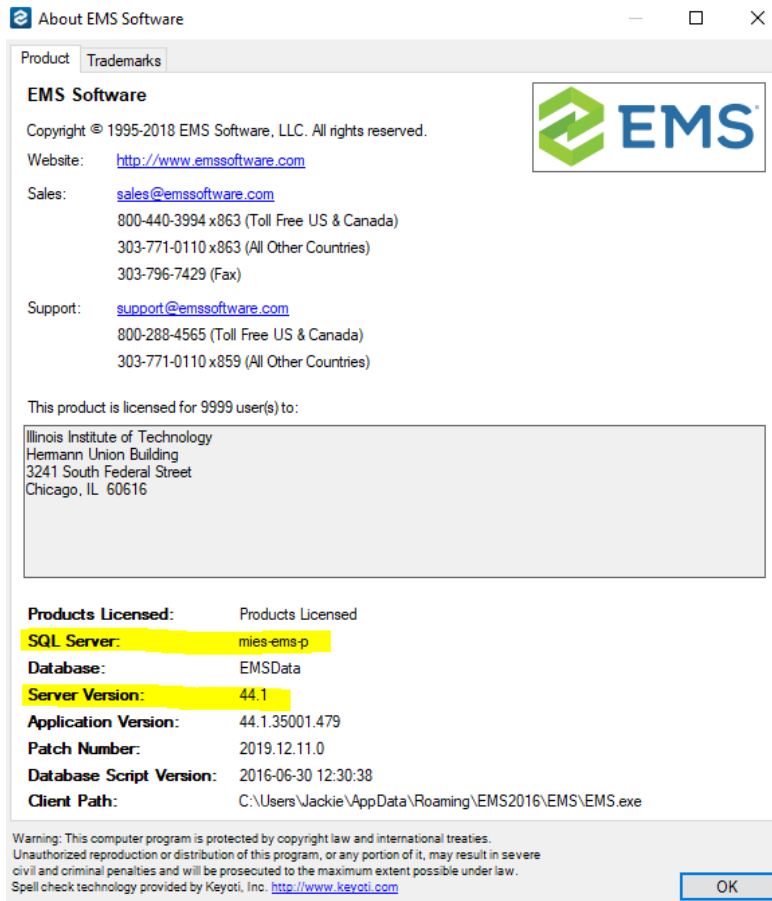 About EMS Software
Product Trademarks
EMS Software
EMS
Copyright © 1995-2018 EMS Software, LLC. All rights reserved.
Website: http://www.emssoftware.com
Sales: sales@emssoftware.com
800-440-3994 x863 (Toll Free US & Canada)
303-771-0110 x863 (All Other Countries)
303-796-7429 (Fax)
Support: support@emssoftware.com
800-288-4565 (Toll Free US & Canada)
303-771-0110 x859 (All Other Countries)
This product is licensed for 9999 user(s) to:
Illinois Institute of Technology
Hemann Union Building
3241 South Federal Street
Chicago, IL 60616
Products Licensed: Products Licensed
SQL Server: mies-ems-p
Database: EMSData
Server Version: 44.1
Application Version: 44.1.35001.479
Patch Number: 2019.12.11.0
Database Script Version: 2016-06-30 12:30:38
Client Path: C:\Users\Jackie\AppData\Roaming\EMS2016\EMS\EMS.exe
Warning: This computer program is protected by copyright law and international treaties.
Unauthorized reproduction or distribution of this program, or any portion of it, may result in severe
civil and criminal penalties and will be prosecuted to the maximum extent possible under law.
Spell check technology provided by Keyoti, Inc. http://www.keyoti.com
OK